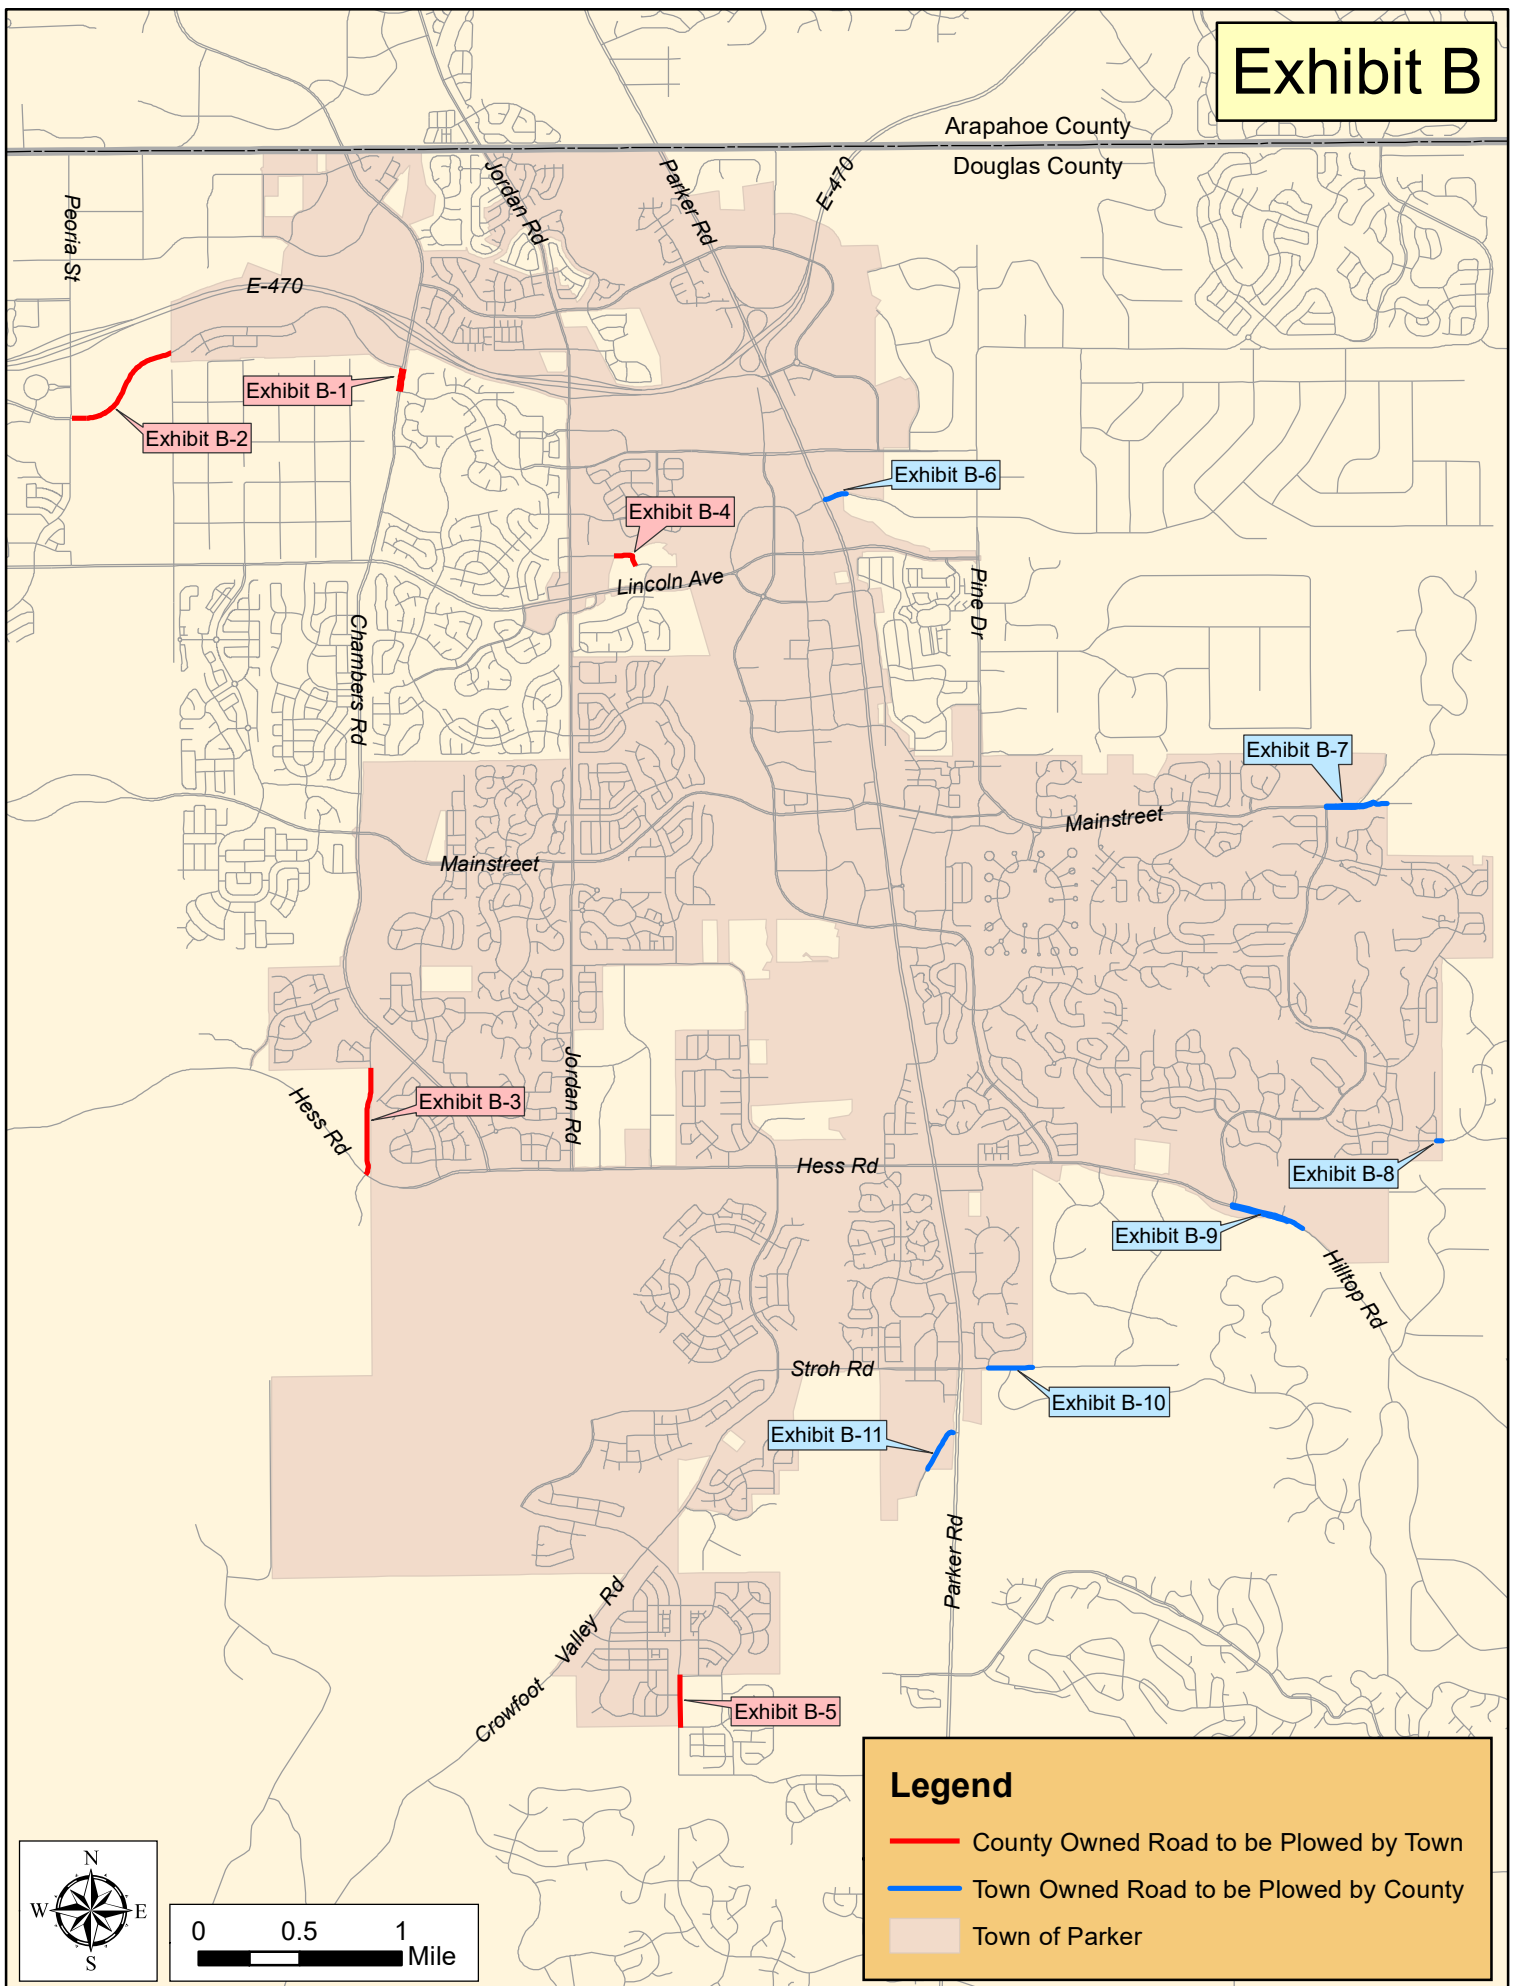 Exhibit B
Arapahoe County
Douglas County
Peoria St
Jordan Rd
Parker Rd
E-470
E-470
Exhibit B-1
Exhibit B-2
Exhibit B-6
Exhibit B-4
Lincoln Ave
Pine Dr
Chambers Rd
Exhibit B-7
Mainstreet
Mainstreet
Jordan Rd
Hess Rd
Exhibit B-3
Hess Rd
Exhibit B-8
Exhibit B-9
Hilltop Rd
Stroh Rd
Exhibit B-10
Exhibit B-11
Parker Rd
Crowfoot Valley Rd
Exhibit B-5
Legend
County Owned Road to be Plowed by Town
Town Owned Road to be Plowed by County
Town of Parker
N
W E
S
0 0.5 1
Mile